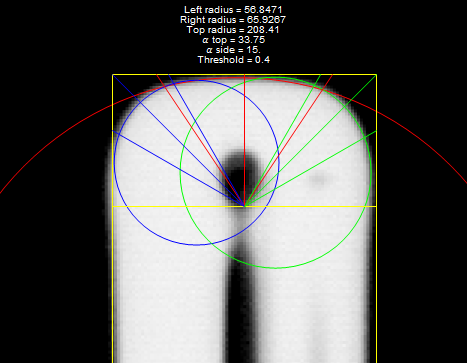 Left radius = 56.8471
Right radius = 65.9267
Top radius = 208.41
α top = 33.75
α side = 15.
Threshold = 0.4